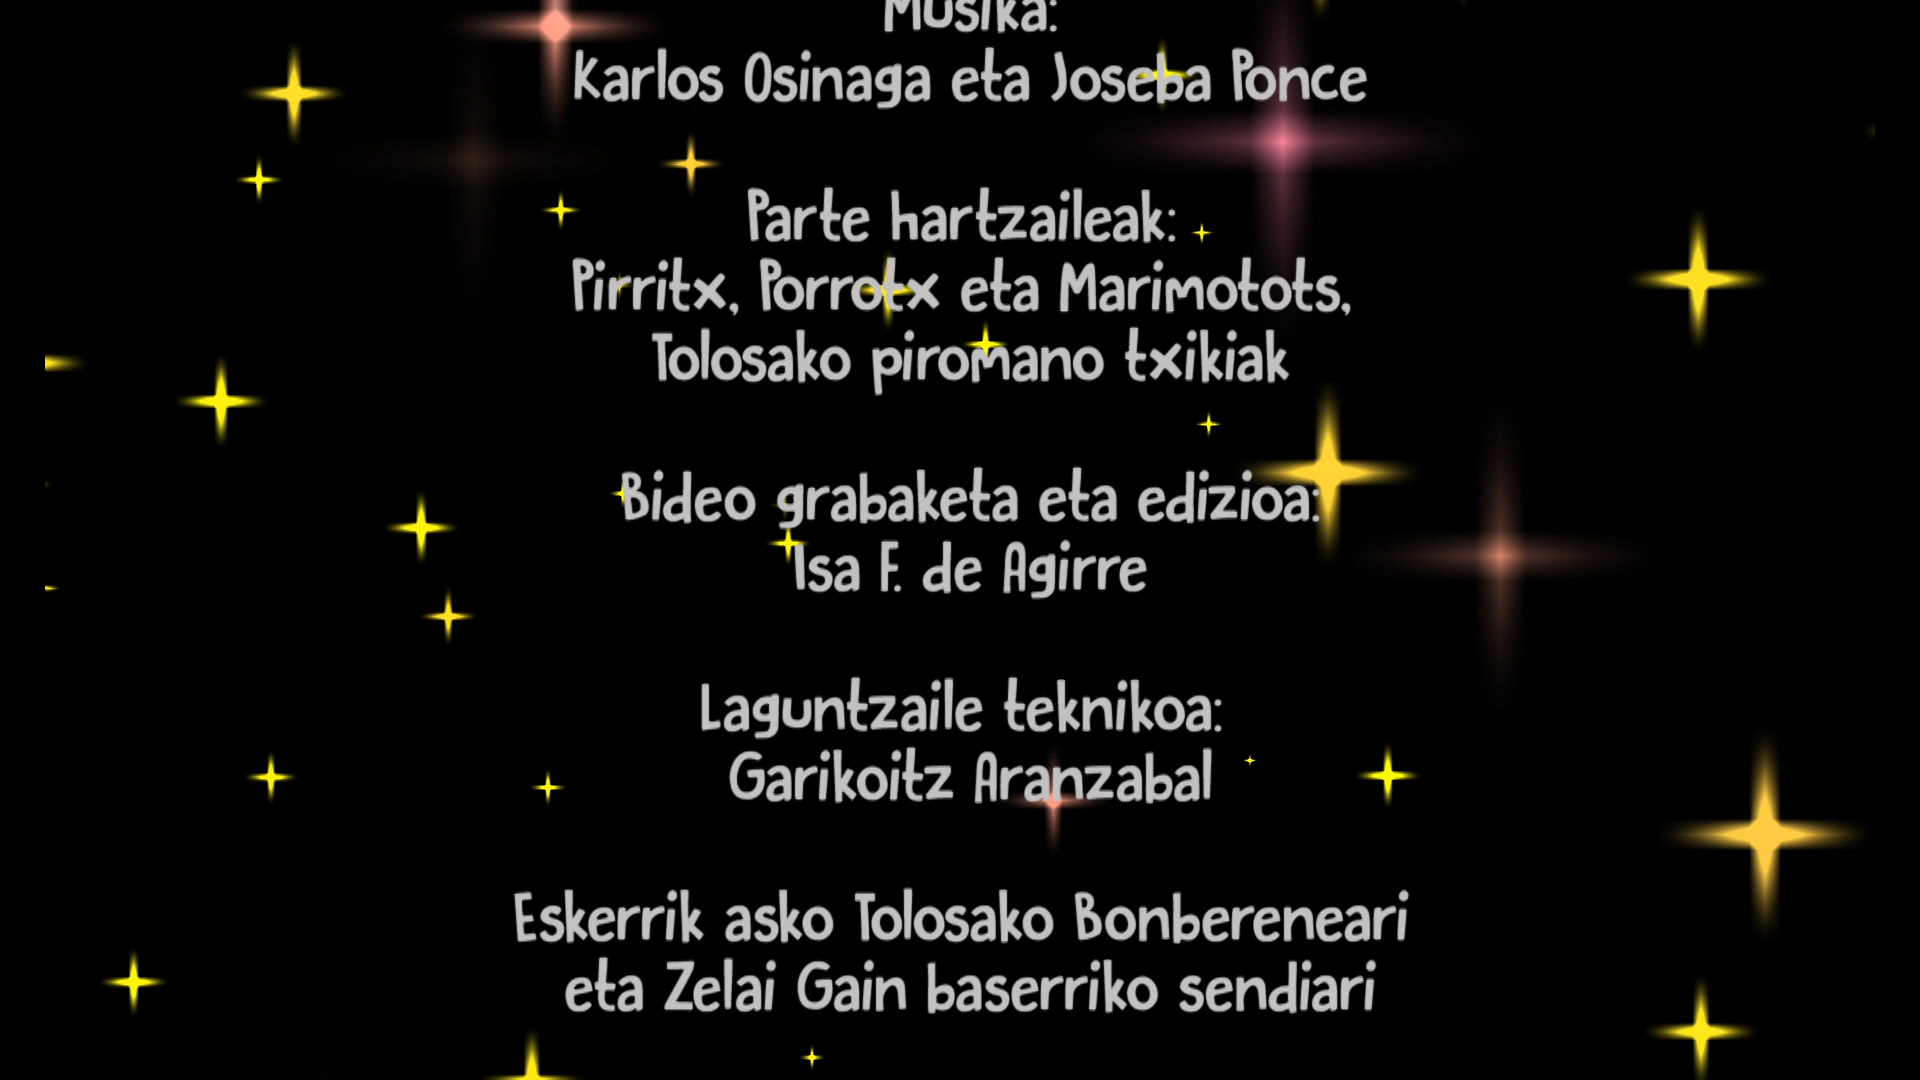 Musika:
Karlos Osinaga eta Joseba Ponce
Parte hartzaileak:
Pirritx, Porrotx eta Marimotots,
Tolosako piromano txikiak
Bideo grabaketa eta edizioa:
Isa F. de Agirre
Laguntzaile teknikoa:
Garikoitz Aranzabal
Eskerrik asko Tolosako Bonbereneari
eta Zelai Gain baserriko sendiari